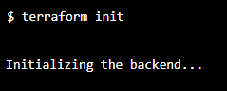 $ terraform init
Initializing the backend...